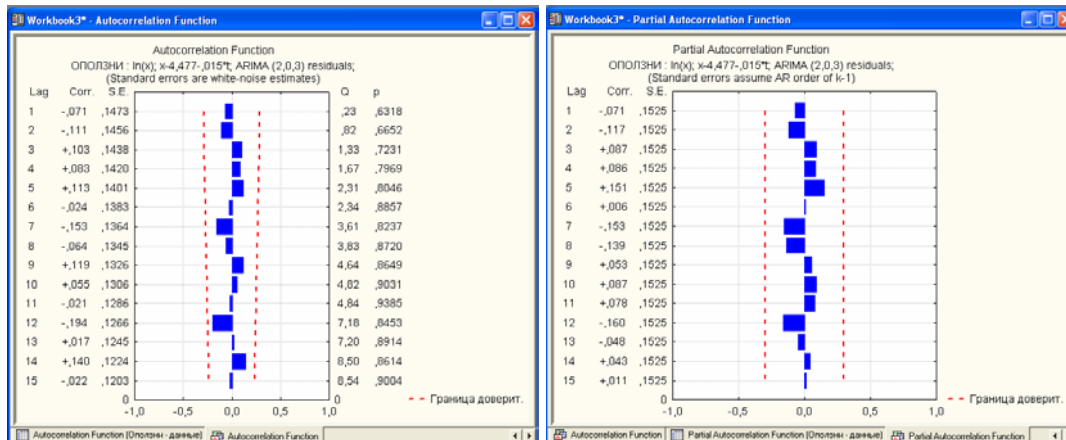 Workbook3* - Autocorrelation Function
Autocorrelation Function
ОПОЛЗНИ : ln(x); x-4,477-,015*t; ARIMA (2,0,3) residuals;
(Standard errors are white-noise estimates)
Lag Corr. S.E. Q p
1 -,071 ,1473 ,23 ,6318
2 -,111 ,1456 ,82 ,6652
3 +,103 ,1438 1,33 ,7231
4 +,083 ,1420 1,67 ,7969
5 +,113 ,1401 2,31 ,8046
6 -,024 ,1383 2,34 ,8857
7 -,153 ,1364 3,61 ,8237
8 -,064 ,1345 3,83 ,8720
9 +,119 ,1326 4,64 ,8649
10 +,055 ,1306 4,82 ,9031
11 -,021 ,1286 4,84 ,9385
12 -,194 ,1266 7,18 ,8453
13 +,017 ,1245 7,20 ,8914
14 +,140 ,1224 8,50 ,8614
15 -,022 ,1203 8,54 ,9004
0 0
-1,0 -0,5 0,0 0,5 1,0
Граница доверит.
Autocorrelation Function (Оползни - данные) Autocorrelation Function
Workbook3* - Partial Autocorrelation Function
Partial Autocorrelation Function
ОПОЛЗНИ : ln(x); x-4,477-,015*t; ARIMA (2,0,3) residuals;
(Standard errors assume AR order of k-1)
Lag Corr. S.E.
1 -,071 ,1525
2 -,117 ,1525
3 +,087 ,1525
4 +,086 ,1525
5 +,151 ,1525
6 +,006 ,1525
7 -,153 ,1525
8 -,139 ,1525
9 +,053 ,1525
10 +,087 ,1525
11 +,078 ,1525
12 -,160 ,1525
13 -,048 ,1525
14 +,043 ,1525
15 +,011 ,1525
0 0
-1,0 -0,5 0,0 0,5 1,0
Граница доверит.
Autocorrelation Function Partial Autocorrelation Function (Оползни - данные) Partial Autocorrelation Function